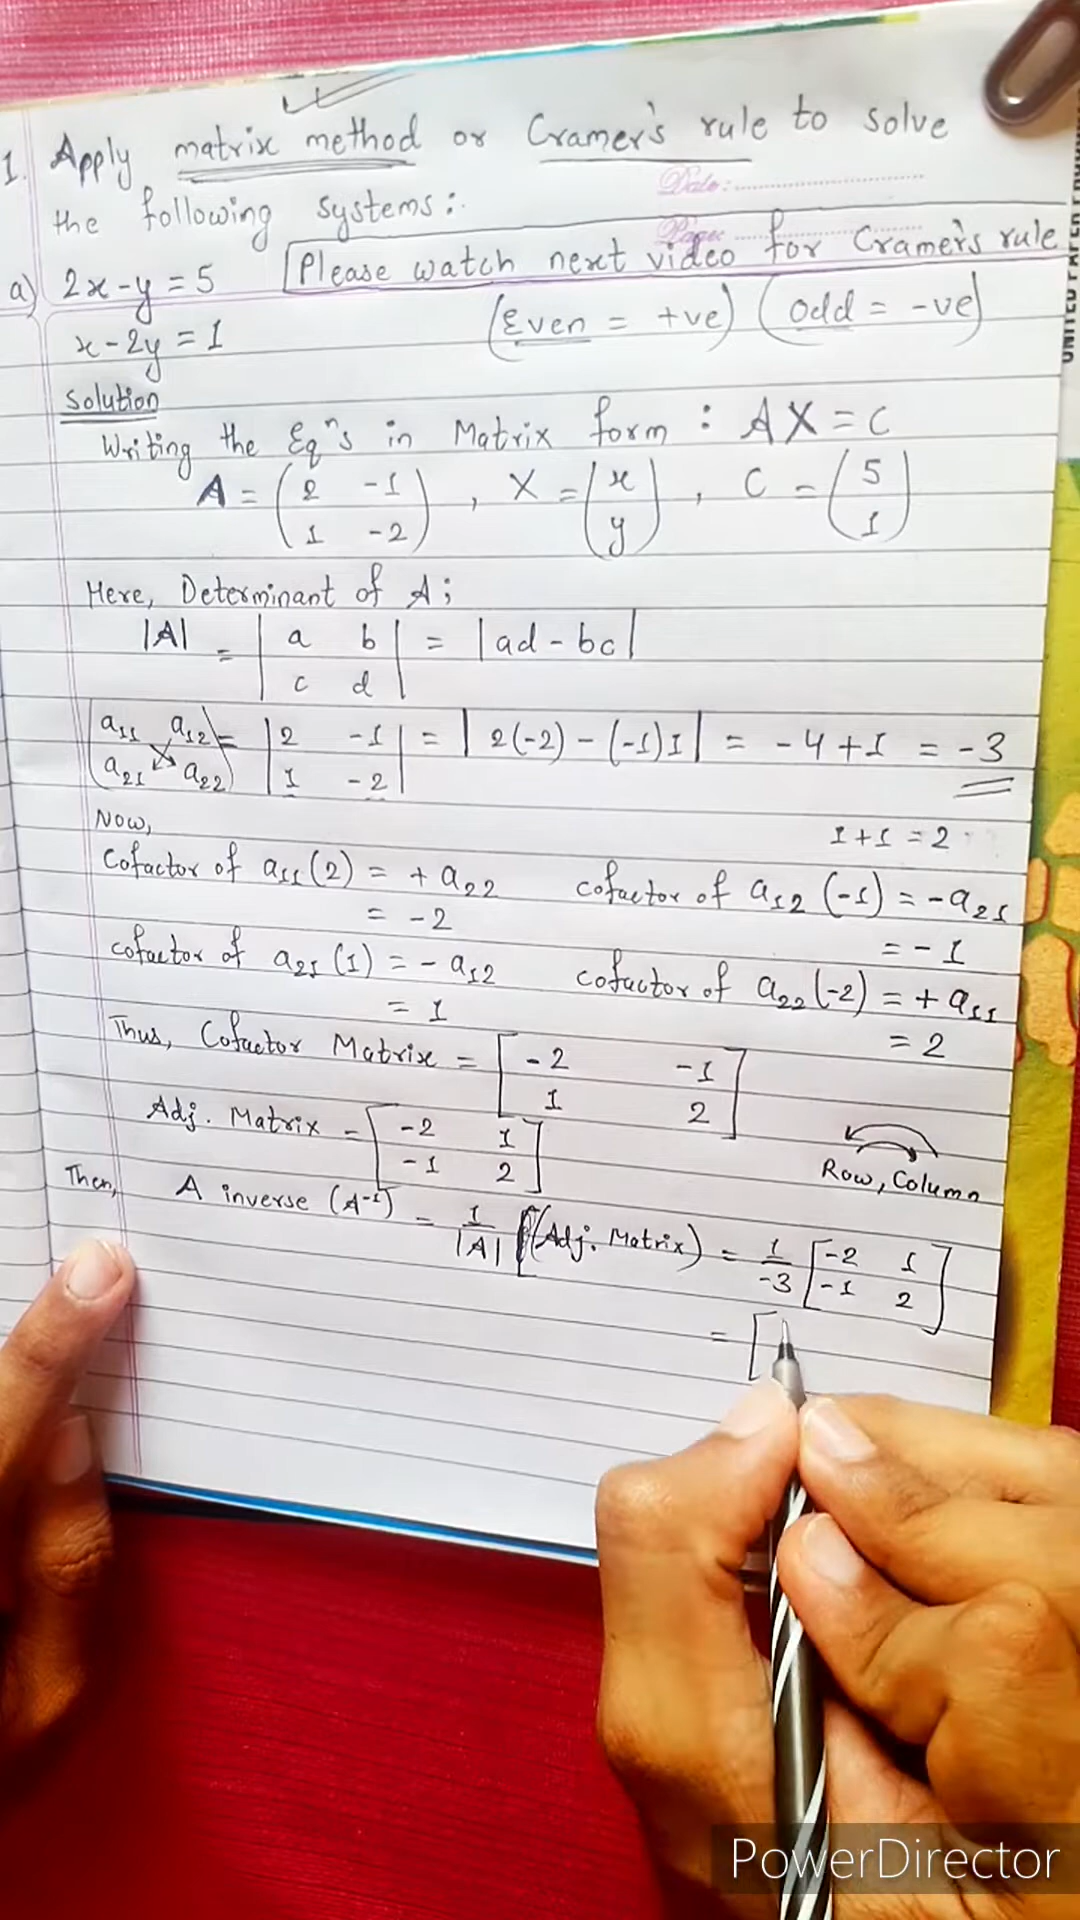 1. Apply matrix method or Cramer's rule to solve
Date:
the following systems:
Page:
a) 2x-y=5 Please watch next video for Cramer's rule
x-2y=1 (Even = +ve) (Odd = -ve)
Solution
Writing the Eqⁿs in Matrix form : AX=C
A = (2 -1 , X = (x , C = (5
1 -2) y) 1)
Here, Determinant of A;
|A| = |a b| = |ad-bc|
|c d|
(a₁₁ a₁₂ = |2 -1| = |2(-2)-(-1)1| = -4+1 = -3
a₂₁ a₂₂) |1 -2|
Now, 1+1=2
Cofactor of a₁₁(2) = +a₂₂ cofactor of a₁₂(-1) = -a₂₁
= -2 = -1
cofactor of a₂₁(1) = -a₁₂ cofactor of a₂₂(-2) = +a₁₁
= 1 = 2
Thus, Cofactor Matrix = [-2 -1
1 2]
Adj. Matrix = [-2 1
-1 2] Row, Column
Then, A inverse (A⁻¹) = 1/|A| (Adj. Matrix) = 1/-3 [-2 1
-1 2]
= [
PowerDirector